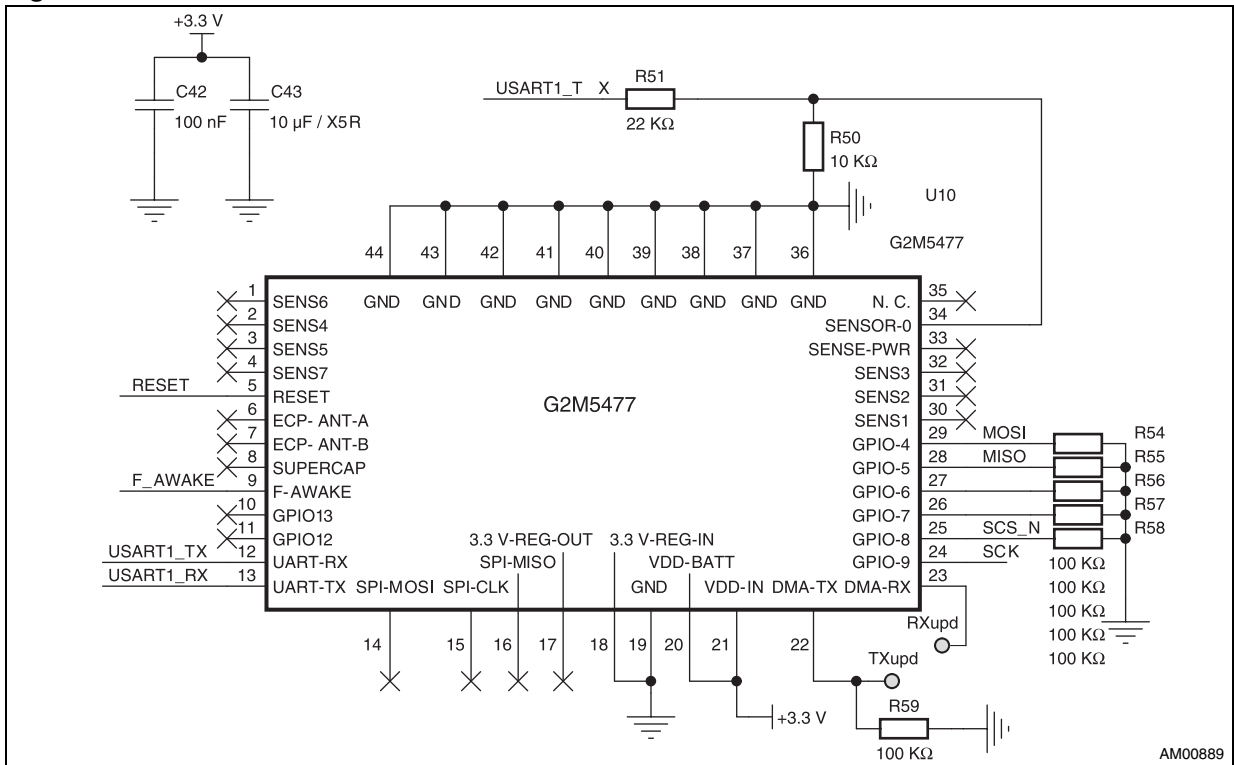 +3.3 V
C42
100 nF
C43
10 µF / X5R
USART1_T X
R51
22 KΩ
R50
10 KΩ
U10
G2M5477
44 43 42 41 40 39 38 37 36
GND GND GND GND GND GND GND GND GND
1 SENS6
2 SENS4
3 SENS5
4 SENS7
RESET 5 RESET
6 ECP- ANT-A
7 ECP- ANT-B
8 SUPERCAP
F_AWAKE 9 F-AWAKE
10 GPIO13
11 GPIO12
USART1_TX 12 UART-RX
USART1_RX 13 UART-TX
G2M5477
N. C. 35
SENSOR-0 34
SENSE-PWR 33
SENS3 32
SENS2 31
SENS1 30
GPIO-4 29 MOSI R54
GPIO-5 28 MISO R55
GPIO-6 27 R56
GPIO-7 26 R57
GPIO-8 25 SCS_N R58
GPIO-9 24 SCK
23
100 KΩ
100 KΩ
100 KΩ
100 KΩ
100 KΩ
3.3 V-REG-OUT 3.3 V-REG-IN
SPI-MISO VDD-BATT
SPI-MOSI SPI-CLK GND VDD-IN DMA-TX DMA-RX
14 15 16 17 18 19 20 21 22
RXupd
TXupd
+3.3 V
R59
100 KΩ
AM00889